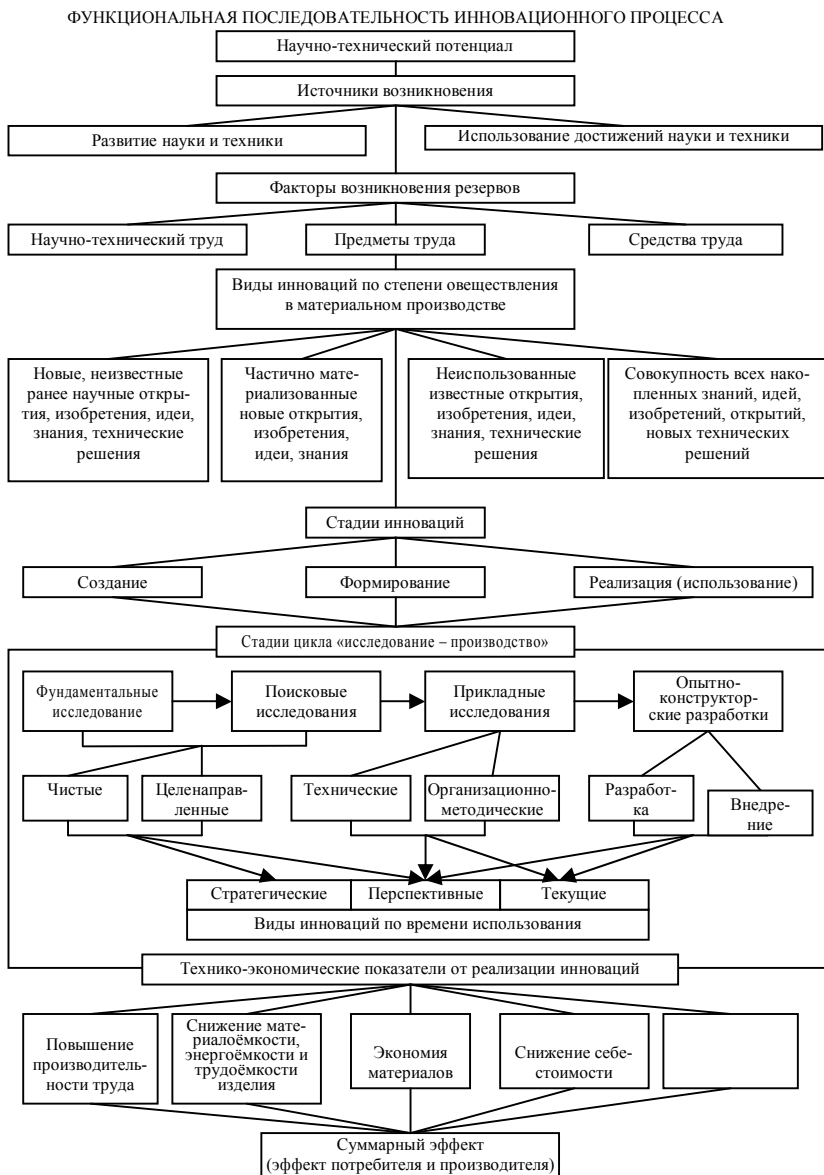 ФУНКЦИОНАЛЬНАЯ ПОСЛЕДОВАТЕЛЬНОСТЬ ИННОВАЦИОННОГО ПРОЦЕССА
Научно-технический потенциал
Источники возникновения
Развитие науки и техники
Использование достижений науки и техники
Факторы возникновения резервов
Научно-технический труд
Предметы труда
Средства труда
Виды инноваций по степени овеществления
в материальном производстве
Новые, неизвестные
ранее научные откры-
тия, изобретения, идеи,
знания, технические
решения
Частично мате-
риализованные
новые открытия,
изобретения,
идеи, знания
Неиспользованные
известные открытия,
изобретения, идеи,
знания, технические
решения
Совокупность всех нако-
пленных знаний, идей,
изобретений, открытий,
новых технических
решений
Стадии инноваций
Создание
Формирование
Реализация (использование)
Стадии цикла «исследование – производство»
Фундаментальные
исследование
Поисковые
исследования
Прикладные
исследования
Опытно-
конструктор-
ские разработки
Чистые
Целенаправ-
ленные
Технические
Организационно-
методические
Разработ-
ка
Внедре-
ние
Стратегические
Перспективные
Текущие
Виды инноваций по времени использования
Технико-экономические показатели от реализации инноваций
Повышение
производитель-
ности труда
Снижение мате-
риалоёмкости,
энергоёмкости и
трудоёмкости
изделия
Экономия
материалов
Снижение себе-
стоимости
Суммарный эффект
(эффект потребителя и производителя)